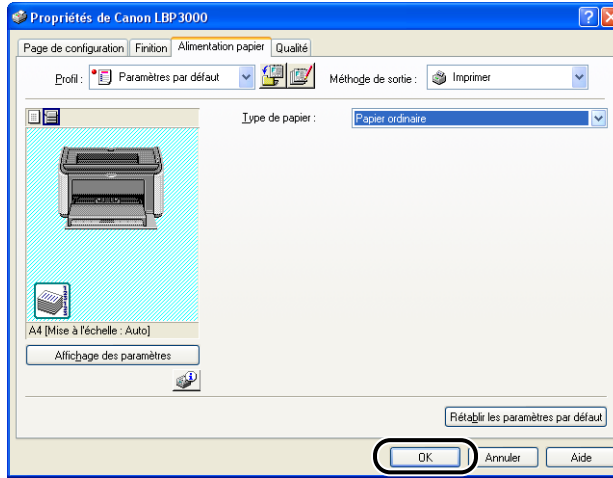 Propriétés de Canon LBP3000
Page de configuration Finition Alimentation papier Qualité
Profil : Paramètres par défaut Méthode de sortie : Imprimer
Type de papier : Papier ordinaire
A4 [Mise à l'échelle : Auto]
Affichage des paramètres
Rétablir les paramètres par défaut
OK Annuler Aide